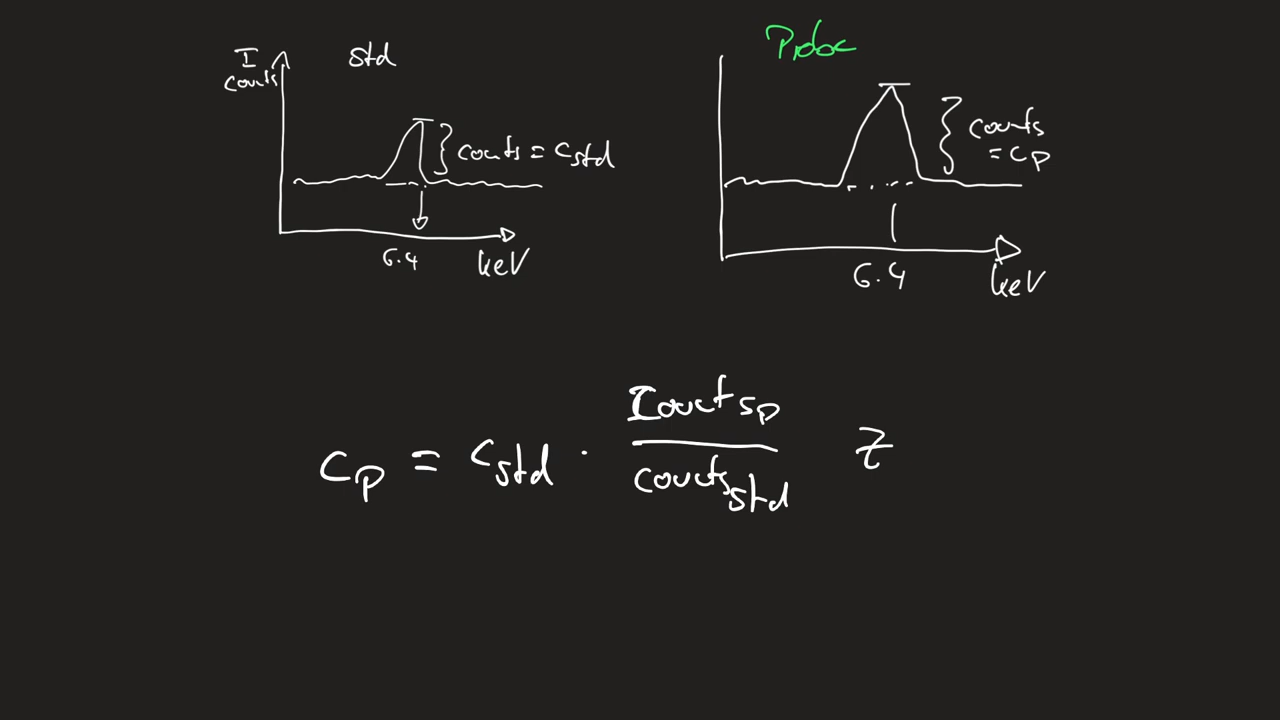 I
counts
std
counts = cstd
6.4
keV
Probe
counts
= cp
6.4
keV
cp = cstd · Icountsp / countsstd Z